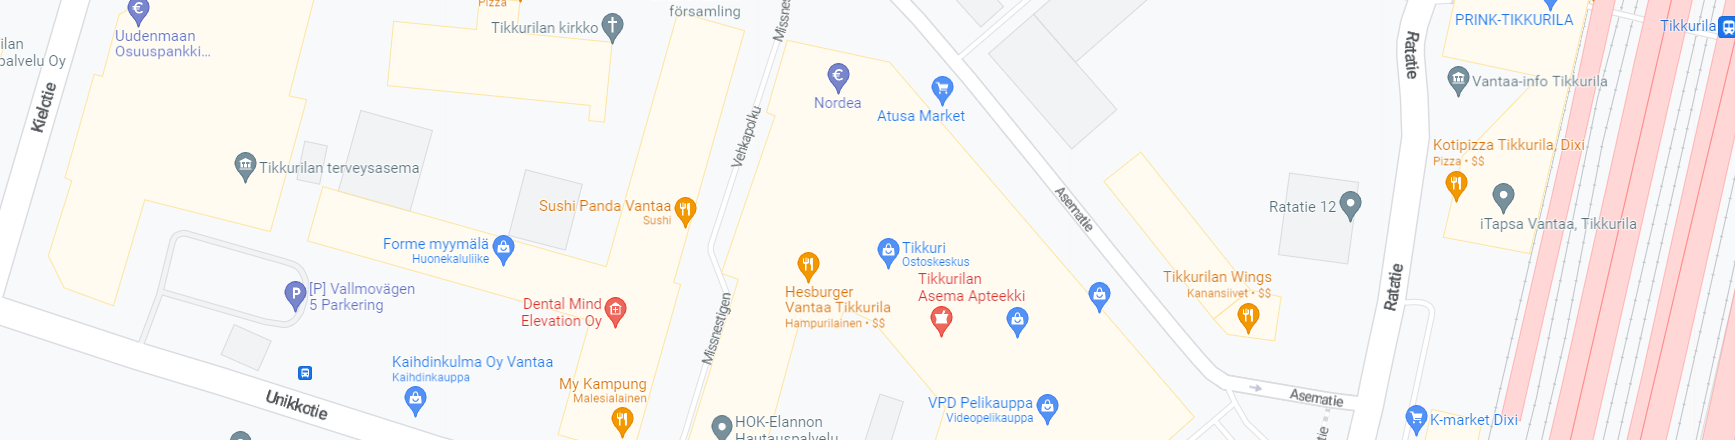 Pizza
församling
Missnestigen
PRINK-TIKKURILA
Tikkurila
Tikkurilan kirkko
Uudenmaan
Osuuspankki...
ilan
palvelu Oy
Kielotie
Ratatie
Vantaa-info Tikkurila
Nordea
Atusa Market
Vehkapolku
Kotipizza Tikkurila, Dixi
Pizza • $$
Tikkurilan terveysasema
Asematie
Sushi Panda Vantaa
Sushi
Ratatie 12
iTapsa Vantaa, Tikkurila
Forme myymälä
Huonekaluliike
Tikkuri
Ostoskeskus
Tikkurilan
Asema Apteekki
Tikkurilan Wings
Kanansiivet • $$
Ratatie
[P] Vallmovägen
5 Parkering
Hesburger
Vantaa Tikkurila
Hampurilainen • $$
Dental Mind
Elevation Oy
Missnestigen
Kaihdinkulma Oy Vantaa
Kaihdinkauppa
My Kampung
Malesialainen
Unikkotie
VPD Pelikauppa
Videopelikauppa
Asematie
HOK-Elannon
Hautauspalvelu
K-market Dixi